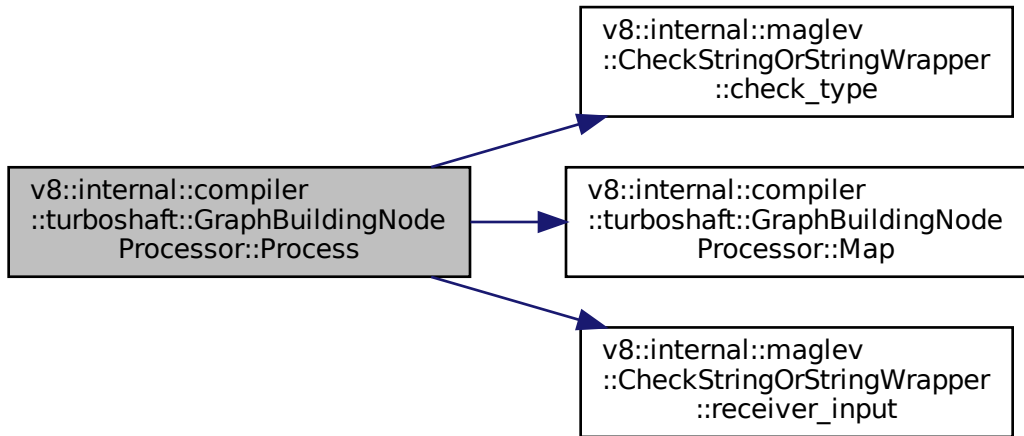 v8::internal::maglev
::CheckStringOrStringWrapper
::check_type
v8::internal::compiler
::turboshaft::GraphBuildingNode
Processor::Process
v8::internal::compiler
::turboshaft::GraphBuildingNode
Processor::Map
v8::internal::maglev
::CheckStringOrStringWrapper
::receiver_input